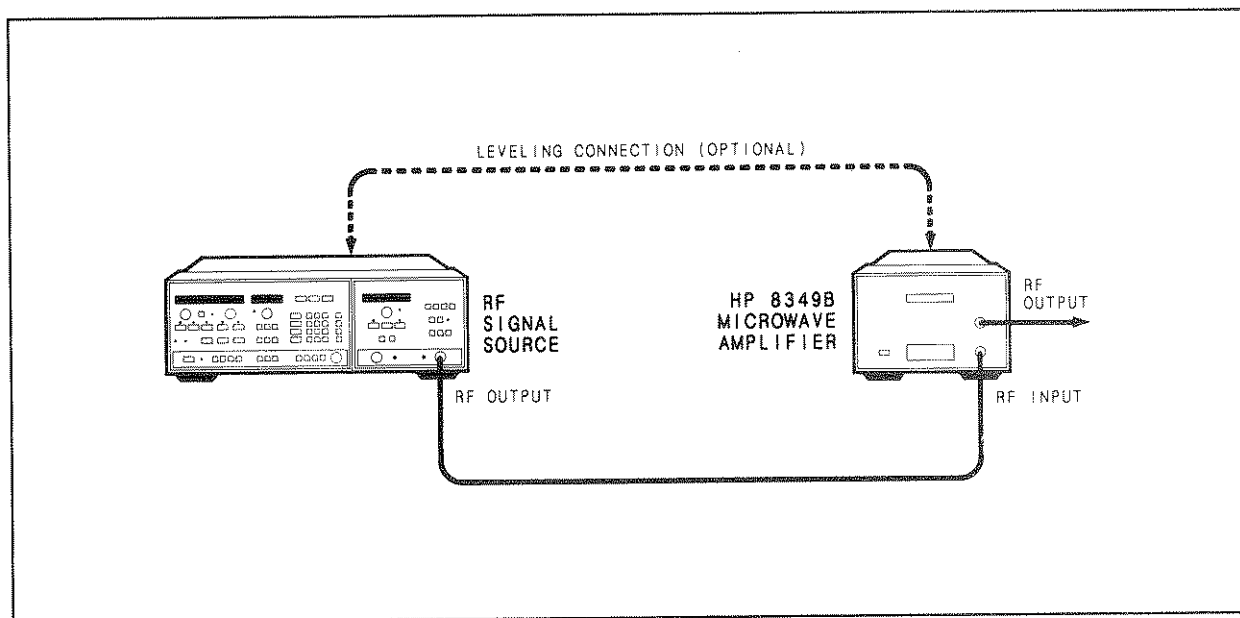 LEVELING CONNECTION (OPTIONAL)
RF
SIGNAL
SOURCE
RF OUTPUT
HP 8349B
MICROWAVE
AMPLIFIER
RF
OUTPUT
RF INPUT